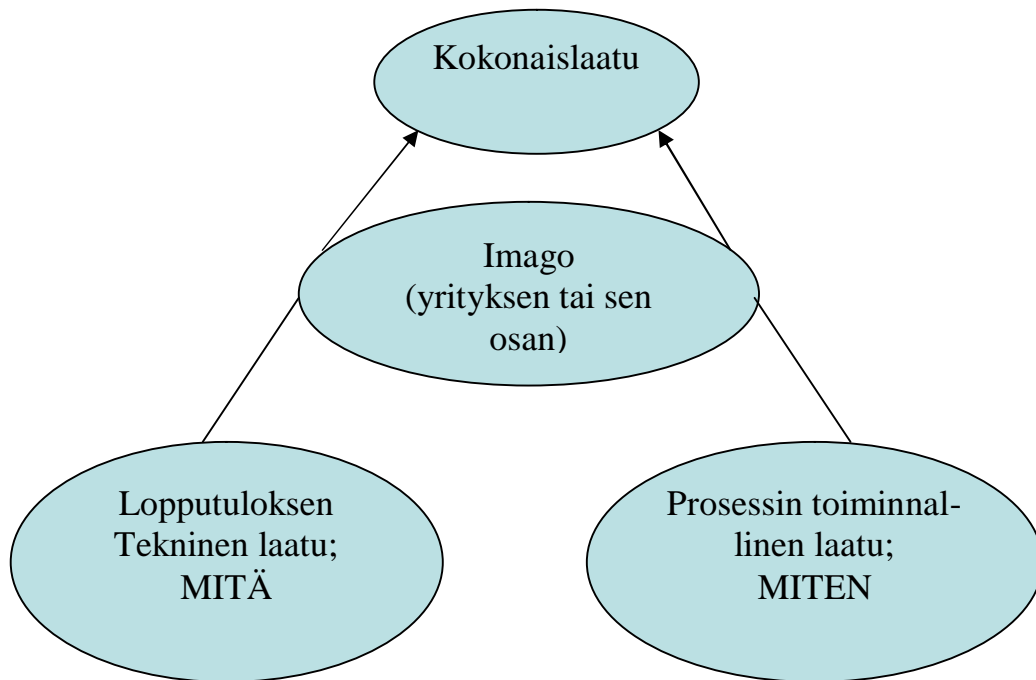 Kokonaislaatu
Imago
(yrityksen tai sen
osan)
Lopputuloksen
Tekninen laatu;
MITÄ
Prosessin toiminnal-
linen laatu;
MITEN